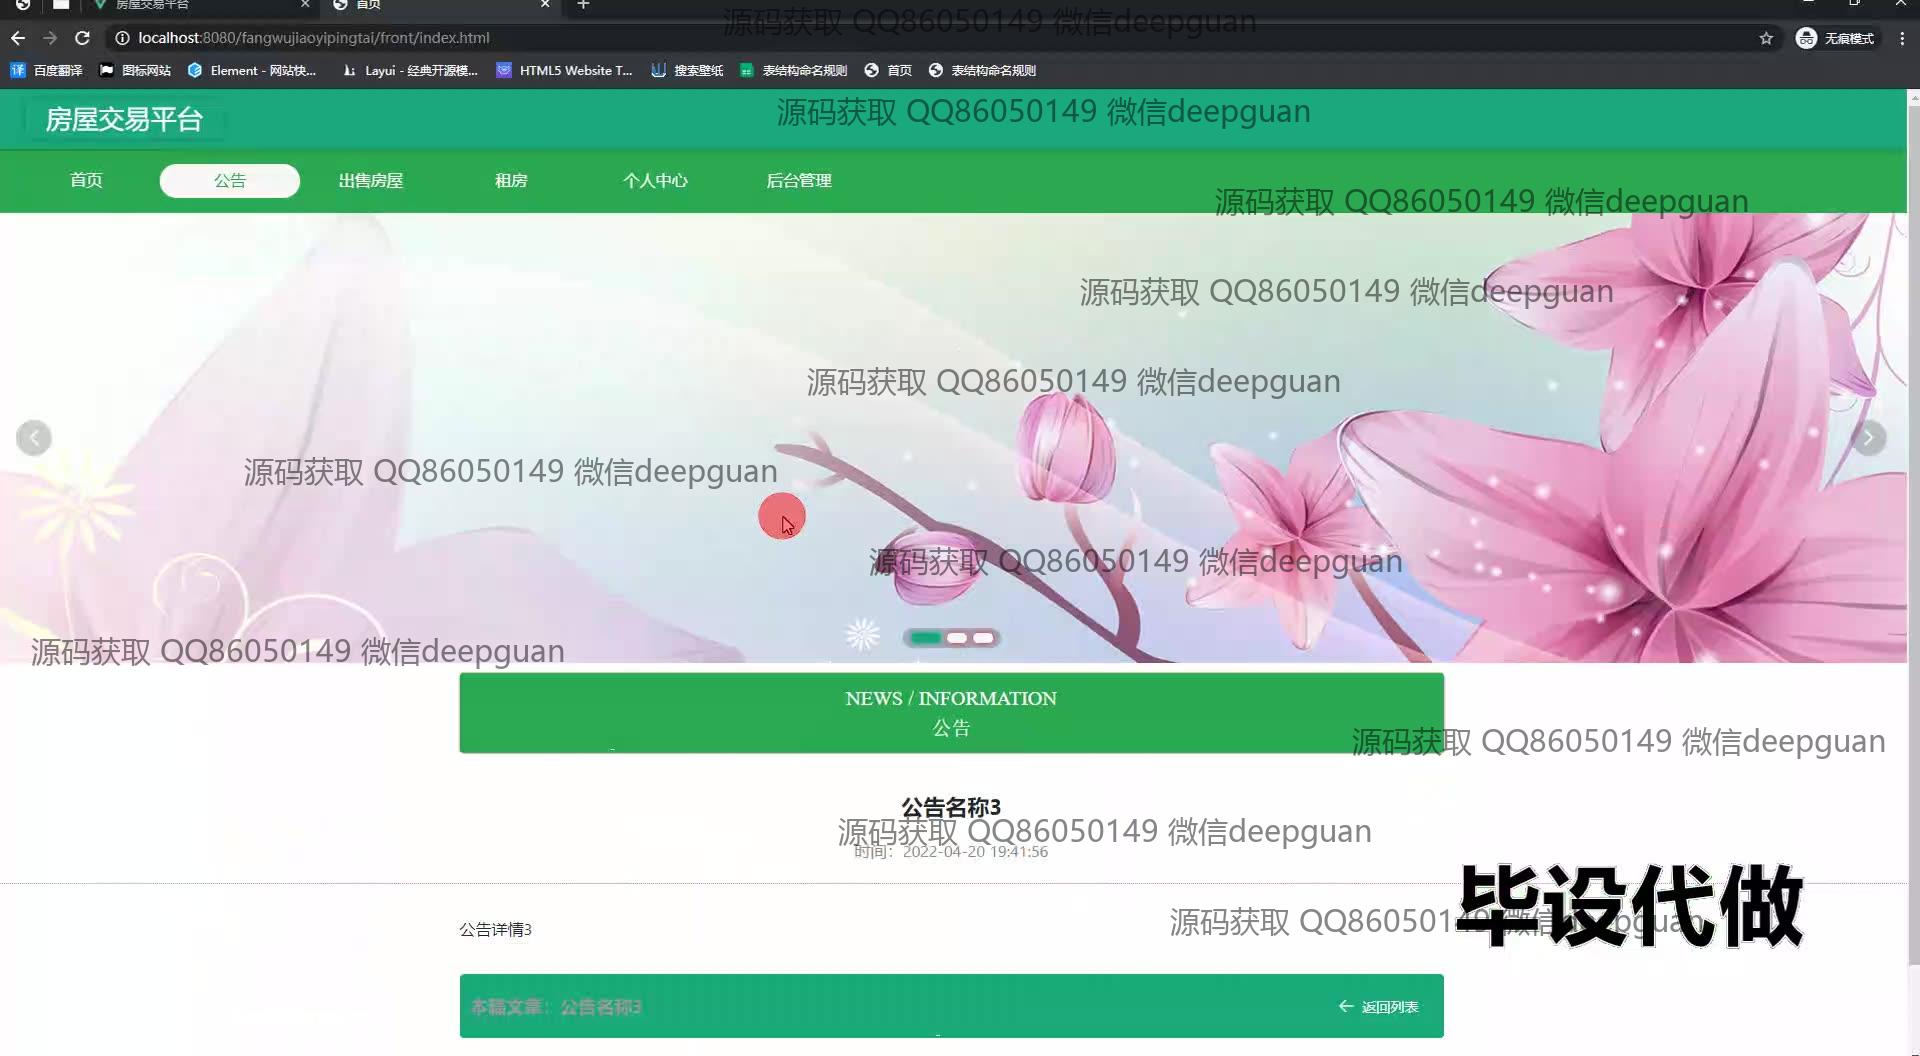 房屋交易平台
首页
源码获取 QQ86050149 微信deepguan
localhost:8080/fangwujiaoyipingtai/front/index.html
无痕模式
百度翻译
图标网站
Element - 网站快...
Layui - 经典开源模...
HTML5 Website T...
搜索壁纸
表结构命名规则
首页
表结构命名规则
房屋交易平台
源码获取 QQ86050149 微信deepguan
首页
公告
出售房屋
租房
个人中心
后台管理
源码获取 QQ86050149 微信deepguan
源码获取 QQ86050149 微信deepguan
源码获取 QQ86050149 微信deepguan
源码获取 QQ86050149 微信deepguan
源码获取 QQ86050149 微信deepguan
源码获取 QQ86050149 微信deepguan
NEWS / INFORMATION
公告
源码获取 QQ86050149 微信deepguan
公告名称3
源码获取 QQ86050149 微信deepguan
时间：2022-04-20 19:41:56
毕设代做
源码获取 QQ86050149 微信deepguan
公告详情3
本篇文章：公告名称3
返回列表